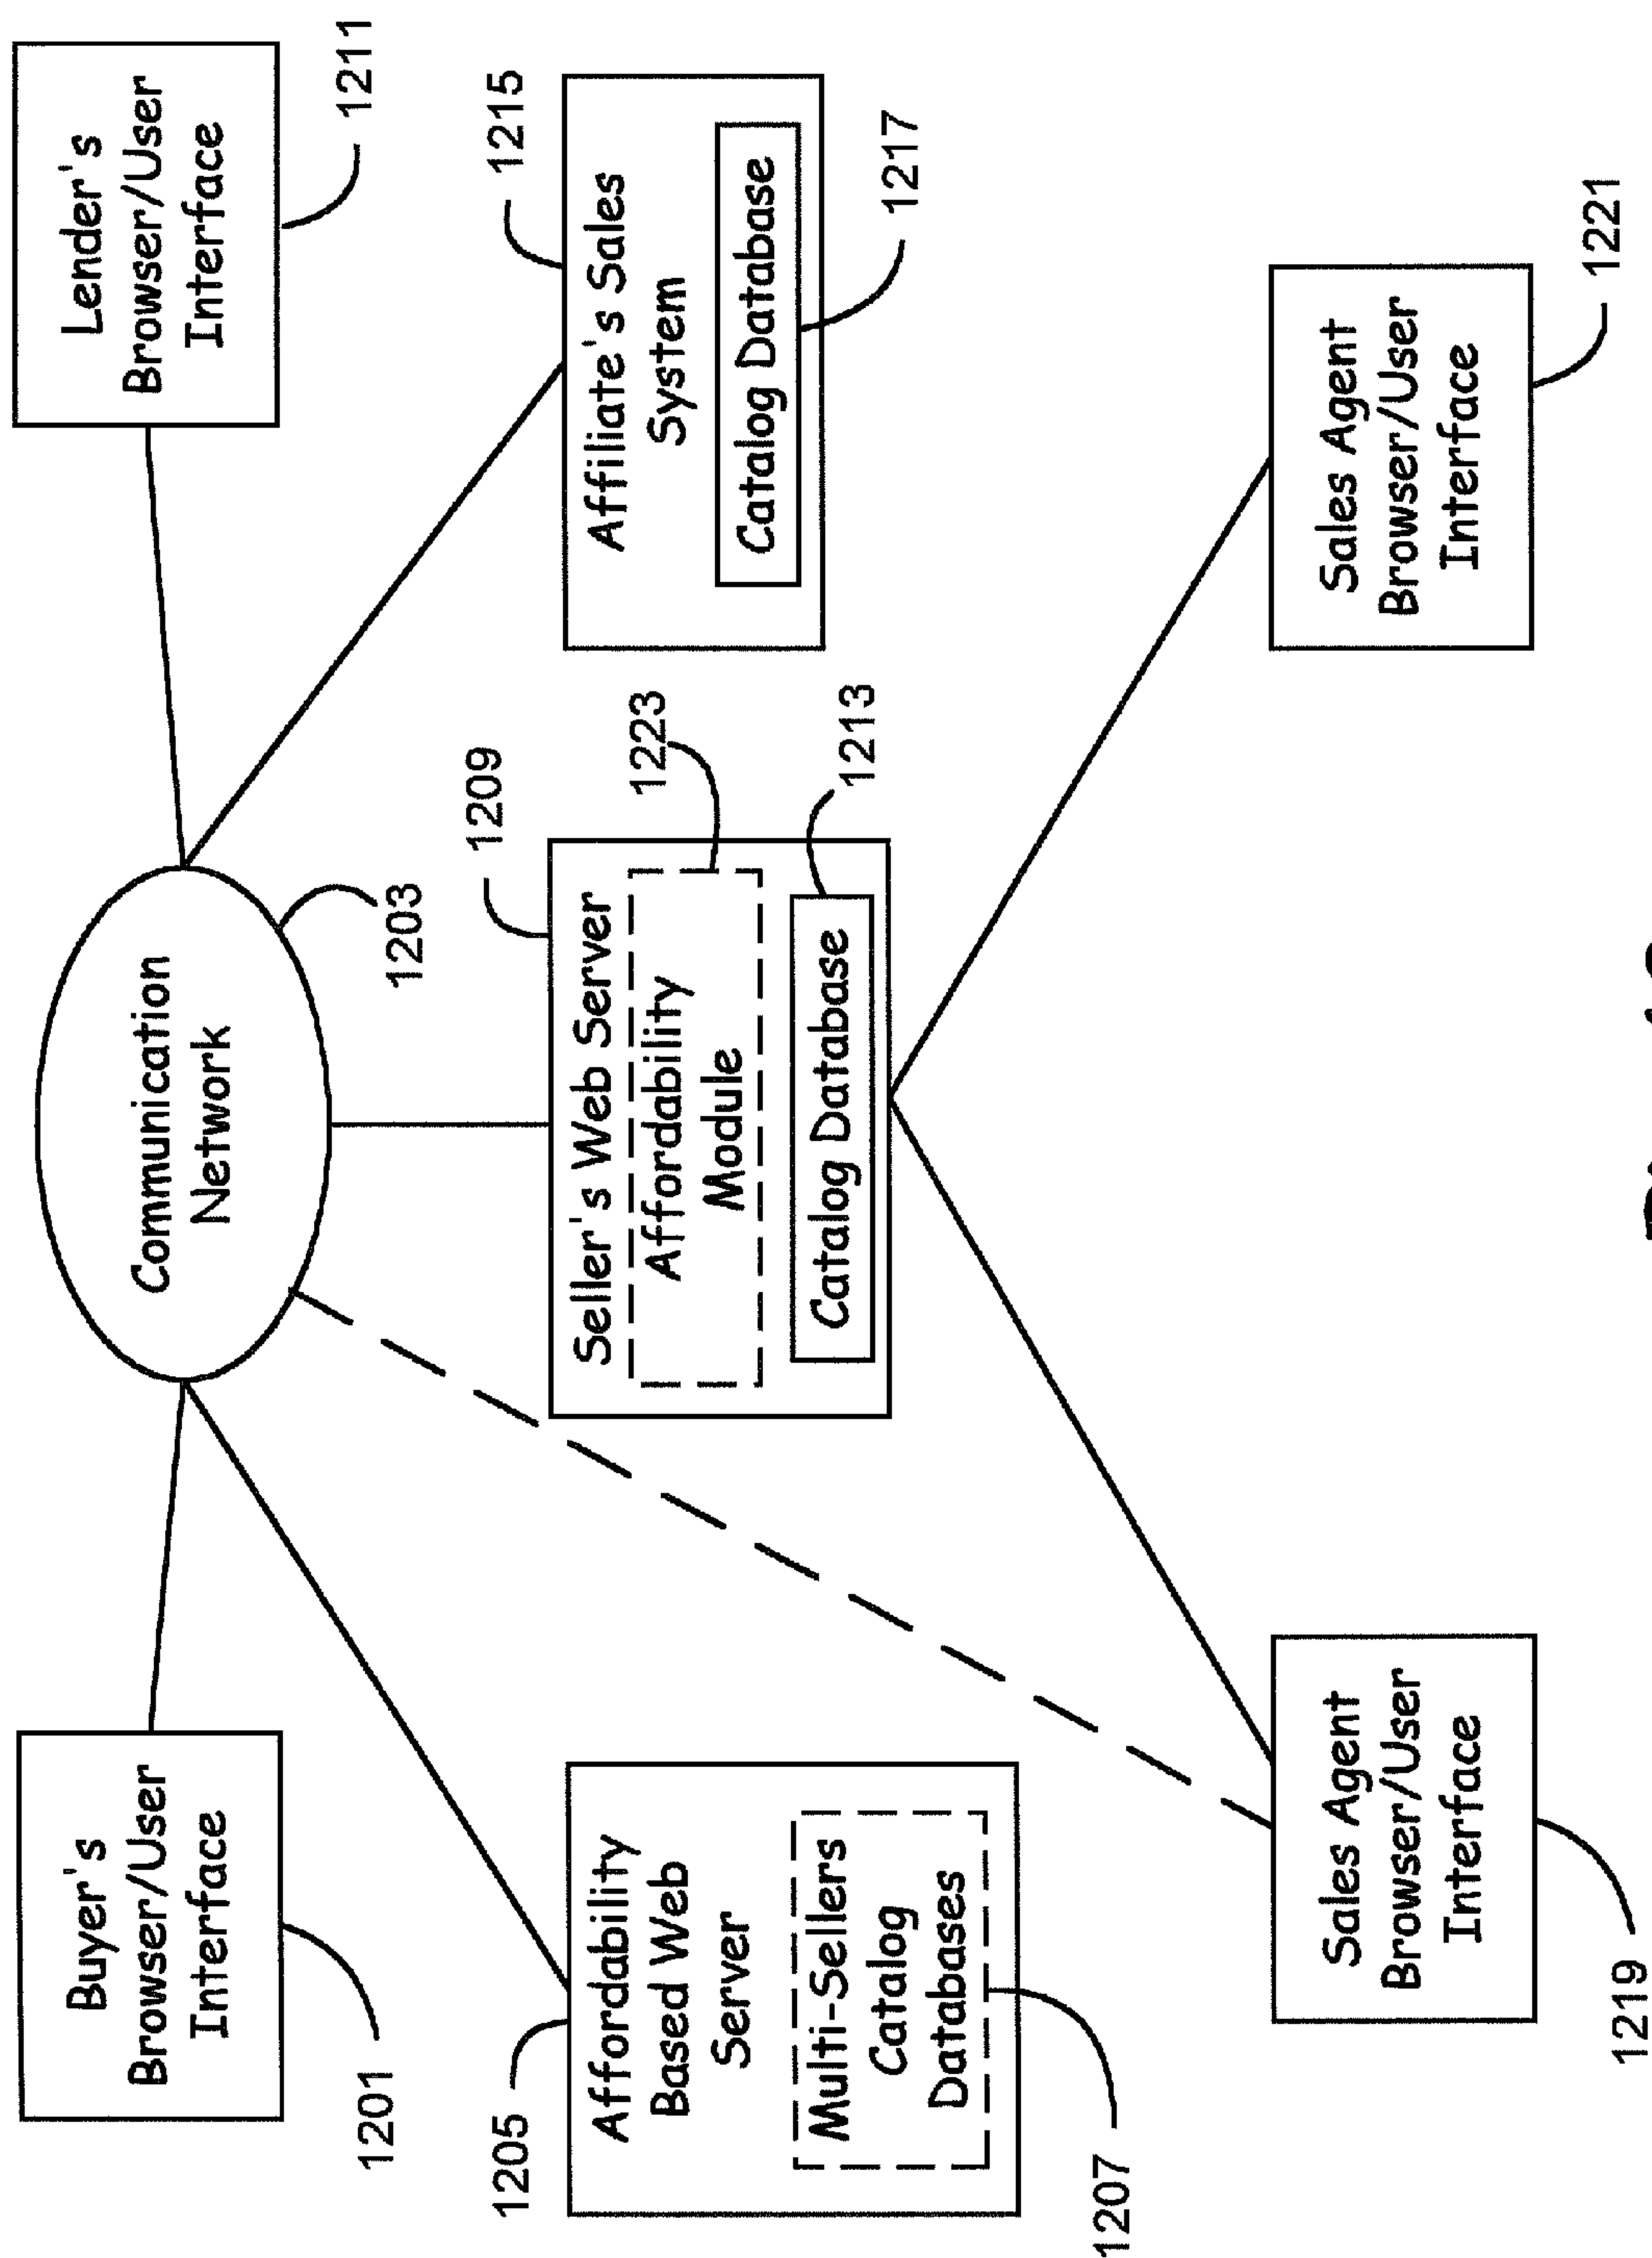 Buyer's
Browser/User
Interface
1201
Communication
Network
1203
Lender's
Browser/User
Interface
1211
1205
Affordability
Based Web
Server
Multi-Sellers
Catalog
Databases
1207
1209
Seller's Web Server
Affordability
Module
1223
Catalog Database
1213
1215
Affiliate's Sales
System
Catalog Database
1217
Sales Agent
Browser/User
Interface
1219
Sales Agent
Browser/User
Interface
1221